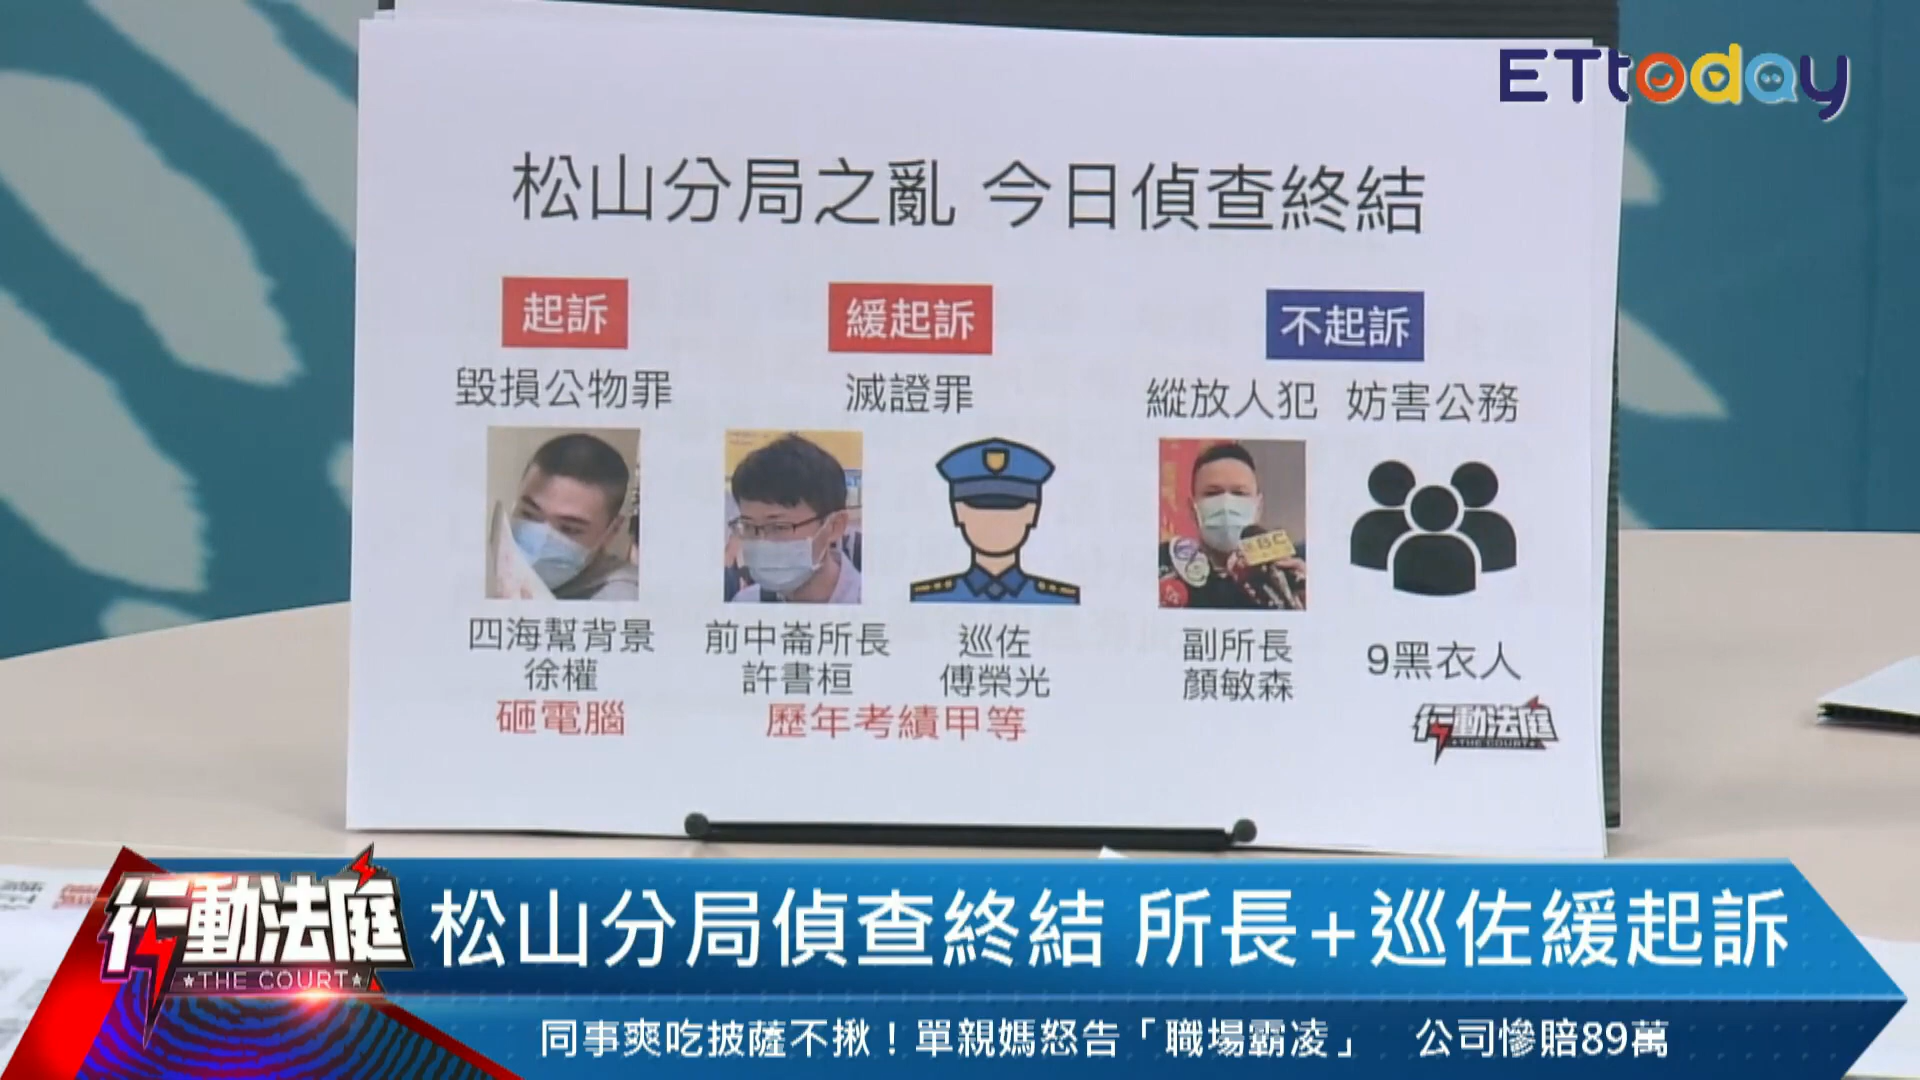 ETtoday
松山分局之亂 今日偵查終結
起訴
緩起訴
不起訴
毀損公物罪
滅證罪
縱放人犯
妨害公務
EBC
四海幫背景
徐權
砸電腦
前中崙所長
許書桓
巡佐
傅榮光
歷年考績甲等
副所長
顏敏森
9黑衣人
行動法庭
THE COURT
行動法庭
THE COURT
松山分局偵查終結 所長+巡佐緩起訴
同事爽吃披薩不揪！單親媽怒告「職場霸凌」 公司慘賠89萬